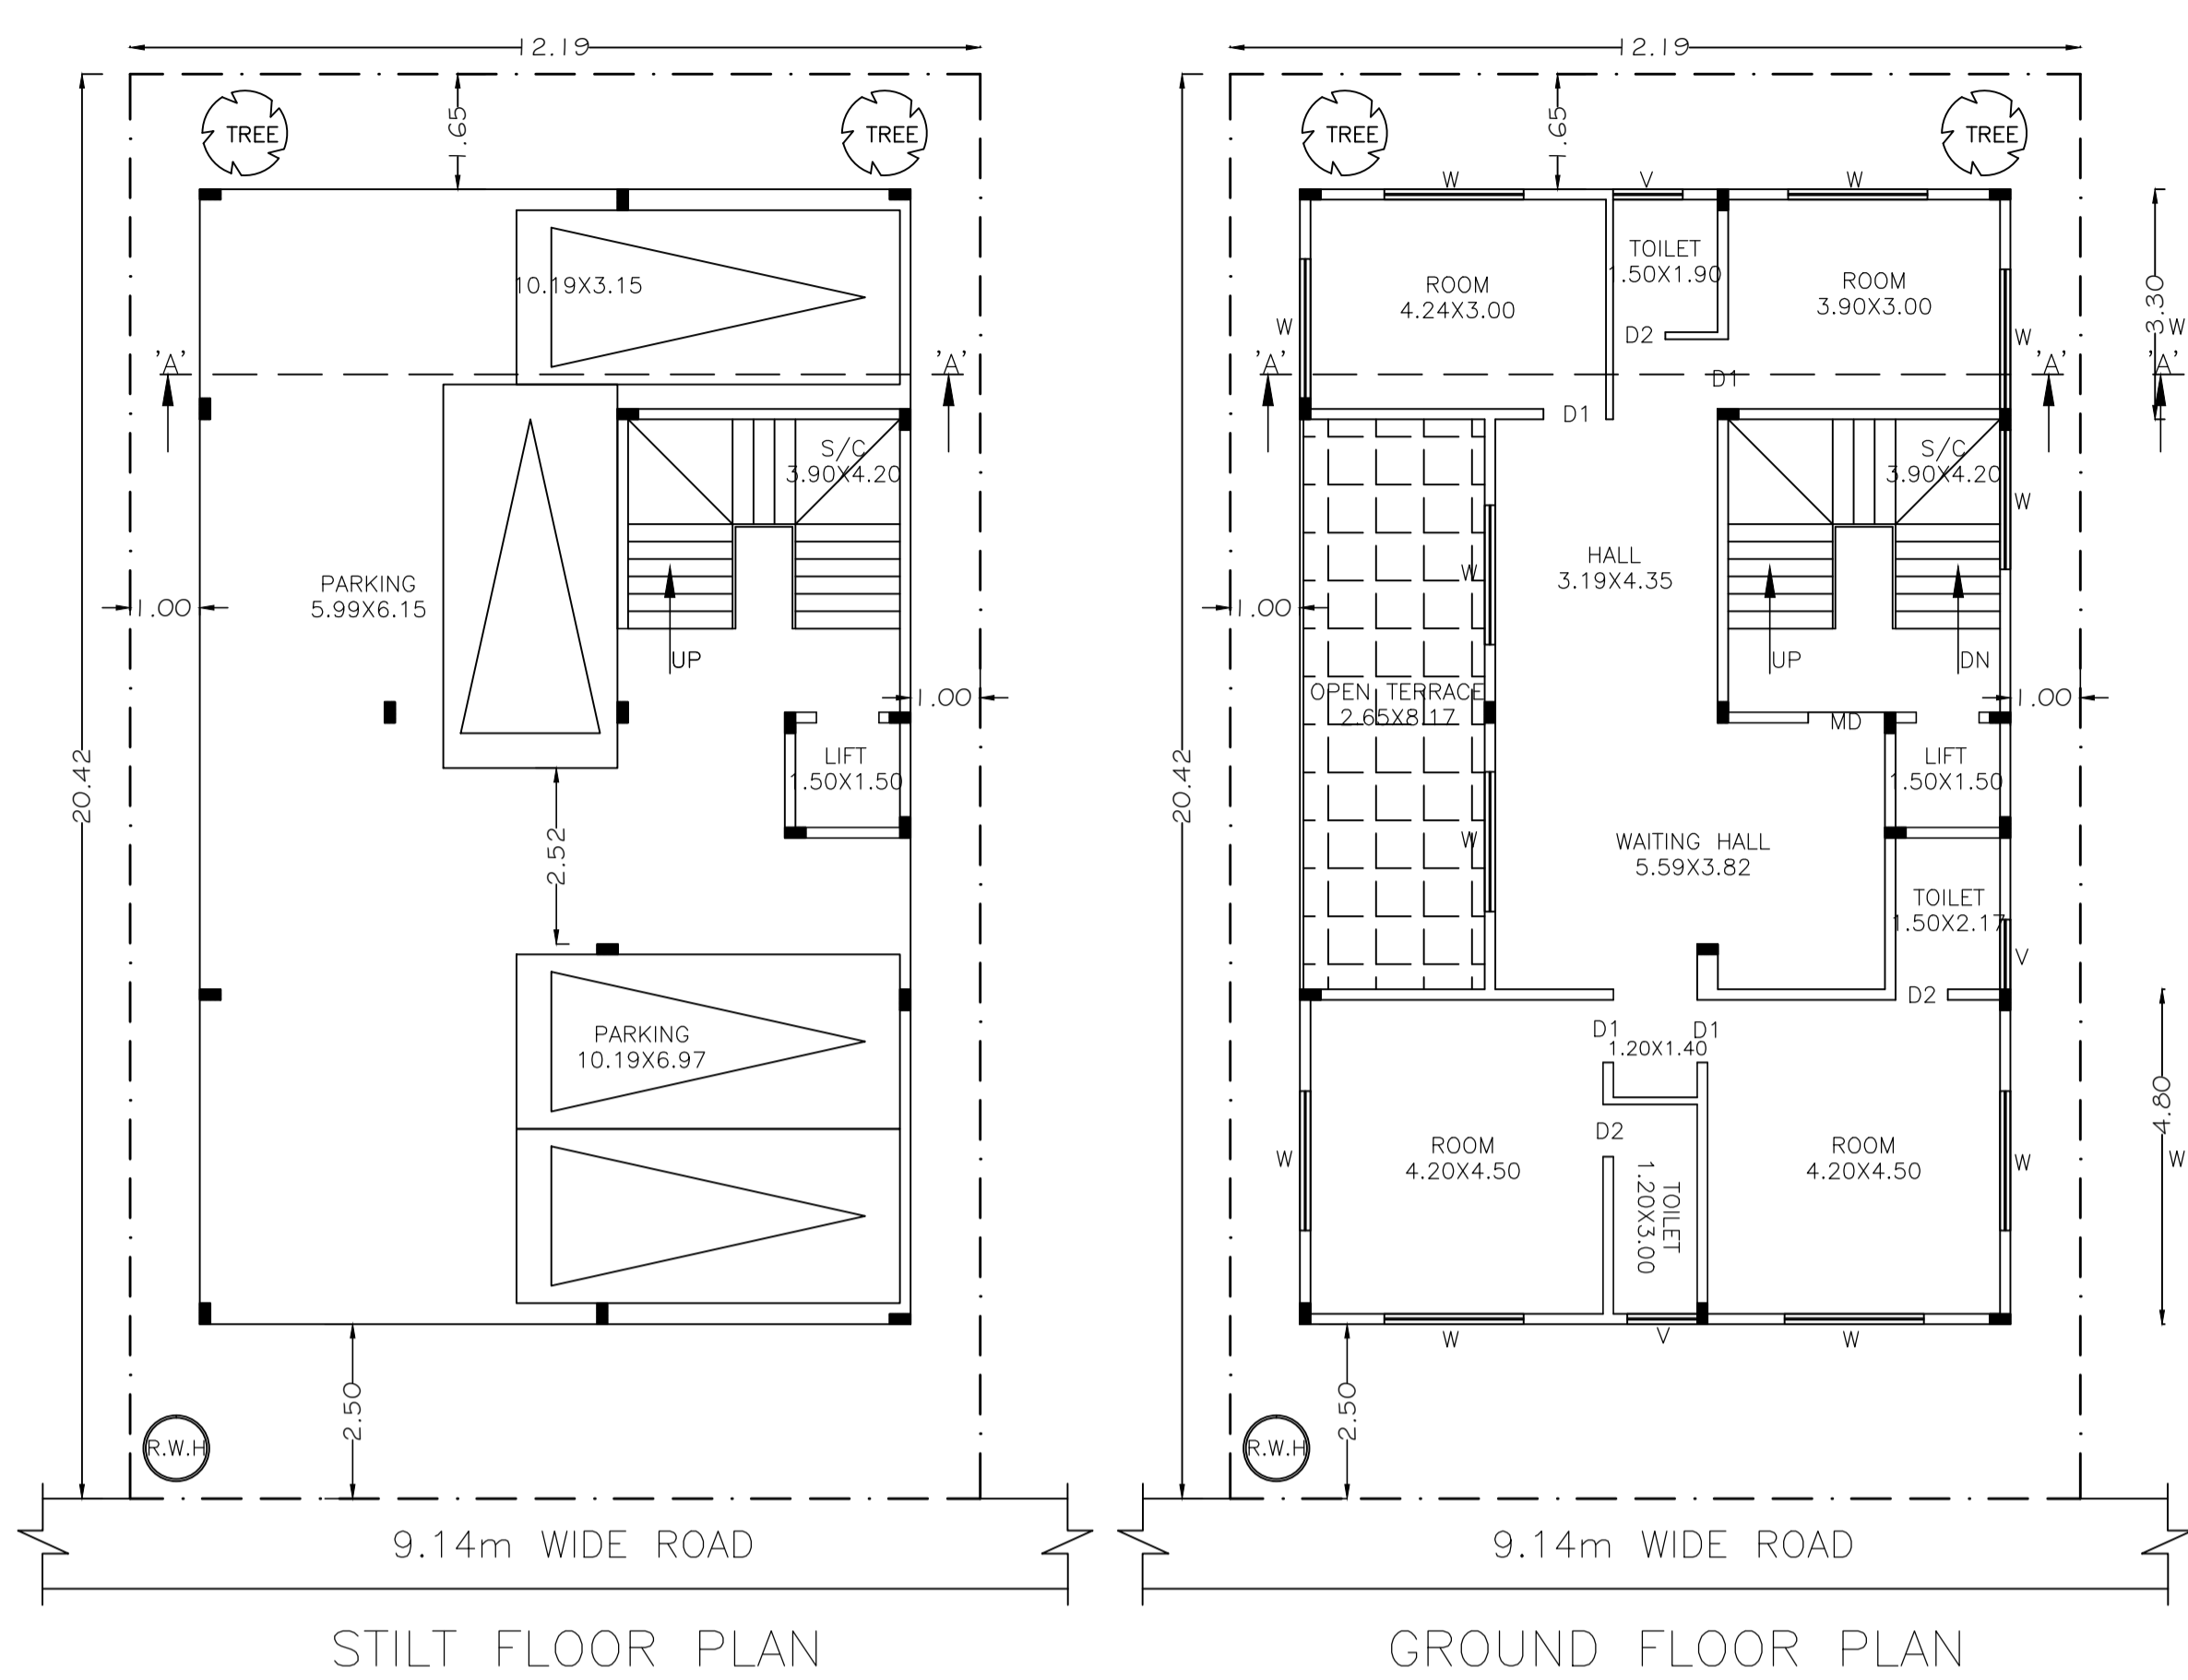 12.19
TREE
1.65
TREE
10.19X3.15
'A'
'A'
S/C
3.90X4.20
PARKING
5.99X6.15
1.00
UP
1.00
LIFT
1.50X1.50
20.42
2.52
PARKING
10.19X6.97
2.50
R.W.H
9.14m WIDE ROAD
STILT FLOOR PLAN
12.19
TREE
1.65
TREE
W
V
W
TOILET
1.50X1.90
ROOM
4.24X3.00
ROOM
3.90X3.00
3.30
W
D2
W
W
'A'
D1
'A'
'A'
D1
S/C
3.90X4.20
W
HALL
3.19X4.35
W
1.00
UP
DN
OPEN TERRACE
2.65X8.17
1.00
MD
LIFT
1.50X1.50
20.42
W
WAITING HALL
5.59X3.82
TOILET
1.50X2.17
V
D2
D1
D1
1.20X1.40
4.80
D2
ROOM
4.20X4.50
ROOM
4.20X4.50
W
W
W
TOILET
1.20X3.00
W
V
W
2.50
R.W.H
9.14m WIDE ROAD
GROUND FLOOR PLAN